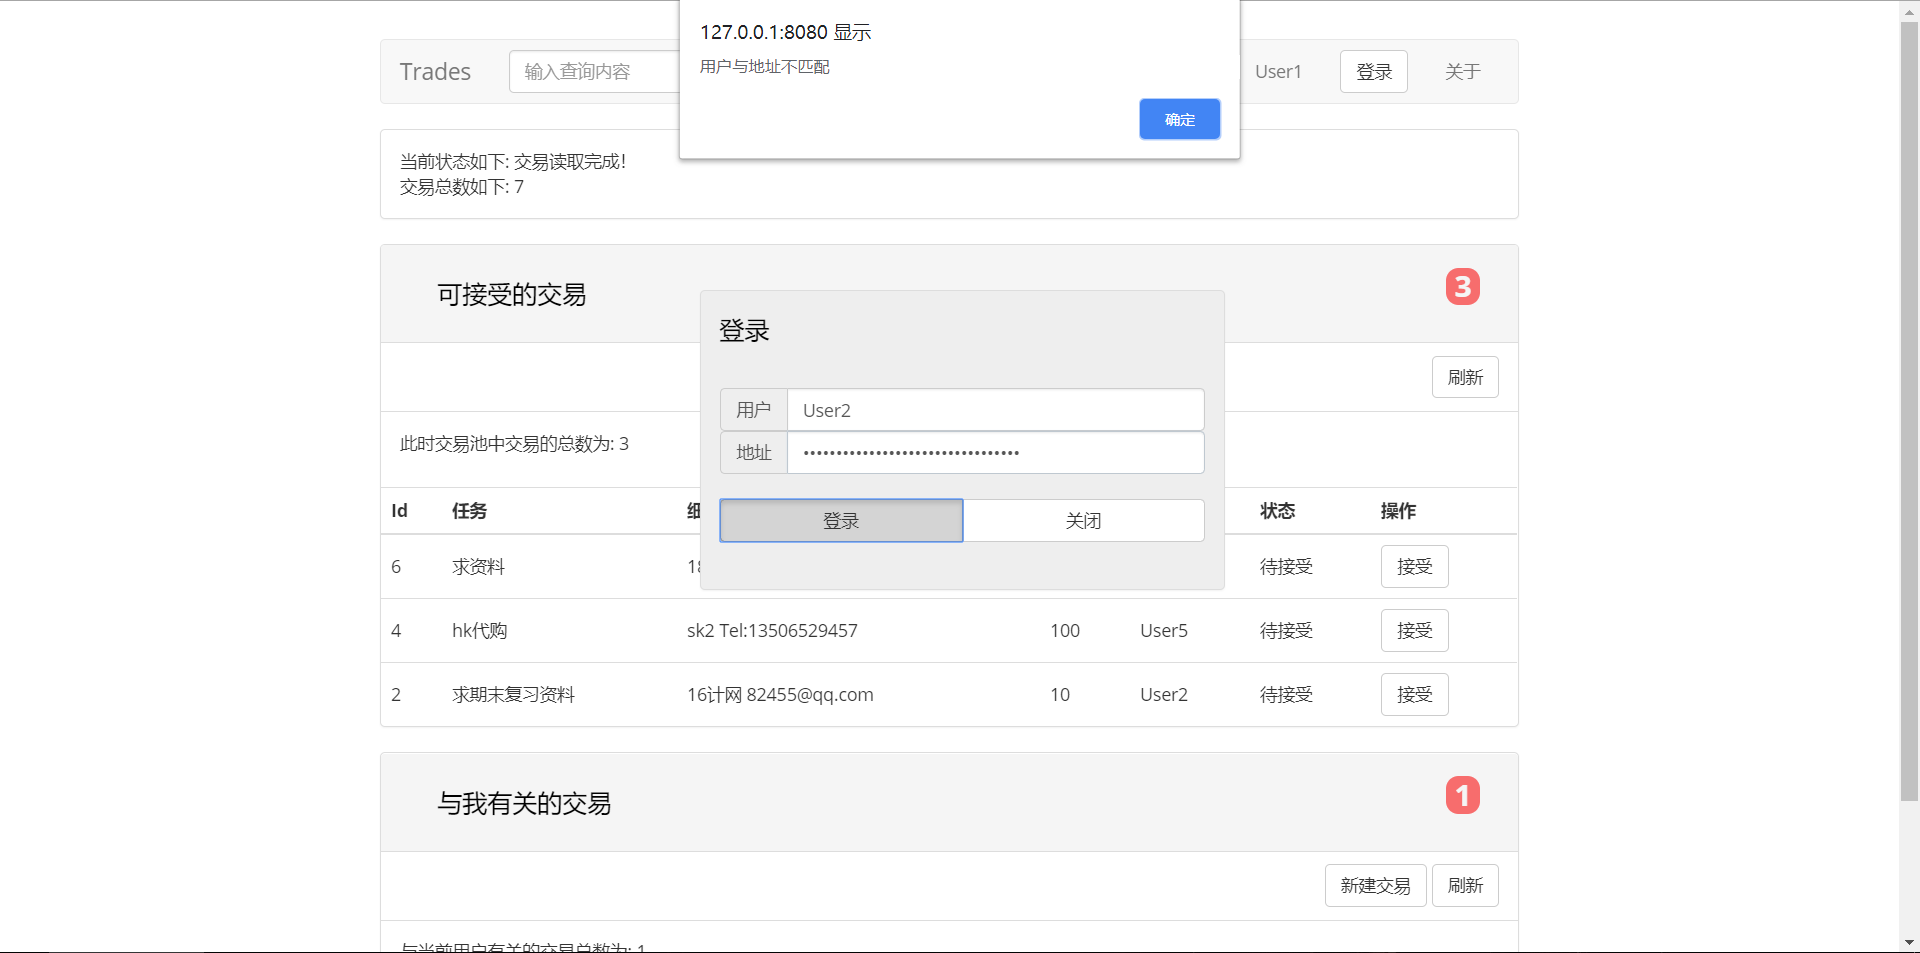 127.0.0.1:8080 显示
用户与地址不匹配
确定
Trades 输入查询内容 User1 登录 关于
当前状态如下: 交易读取完成!
交易总数如下: 7
可接受的交易 3
刷新
此时交易池中交易的总数为: 3
登录
用户 User2
地址 ••••••••••••••••••••••••••••••••
登录 关闭
Id 任务 细 状态 操作
6 求资料 18 待接受 接受
4 hk代购 sk2 Tel:13506529457 100 User5 待接受 接受
2 求期末复习资料 16计网 82455@qq.com 10 User2 待接受 接受
与我有关的交易 1
新建交易 刷新
与当前用户有关的交易总数为: 1